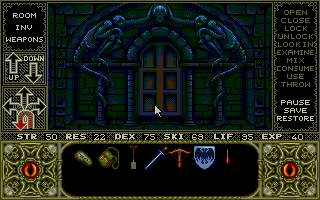 ROOM
INV
WEAPONS
UP
DOWN
OPEN
CLOSE
LOCK
UNLOCK
LOOK IN
EXAMINE
MIX
CONSUME
USE
THROW
PAUSE
SAVE
RESTORE
STR 50 RES 22 DEX 75 SKI 69 LIF 95 EXP 40